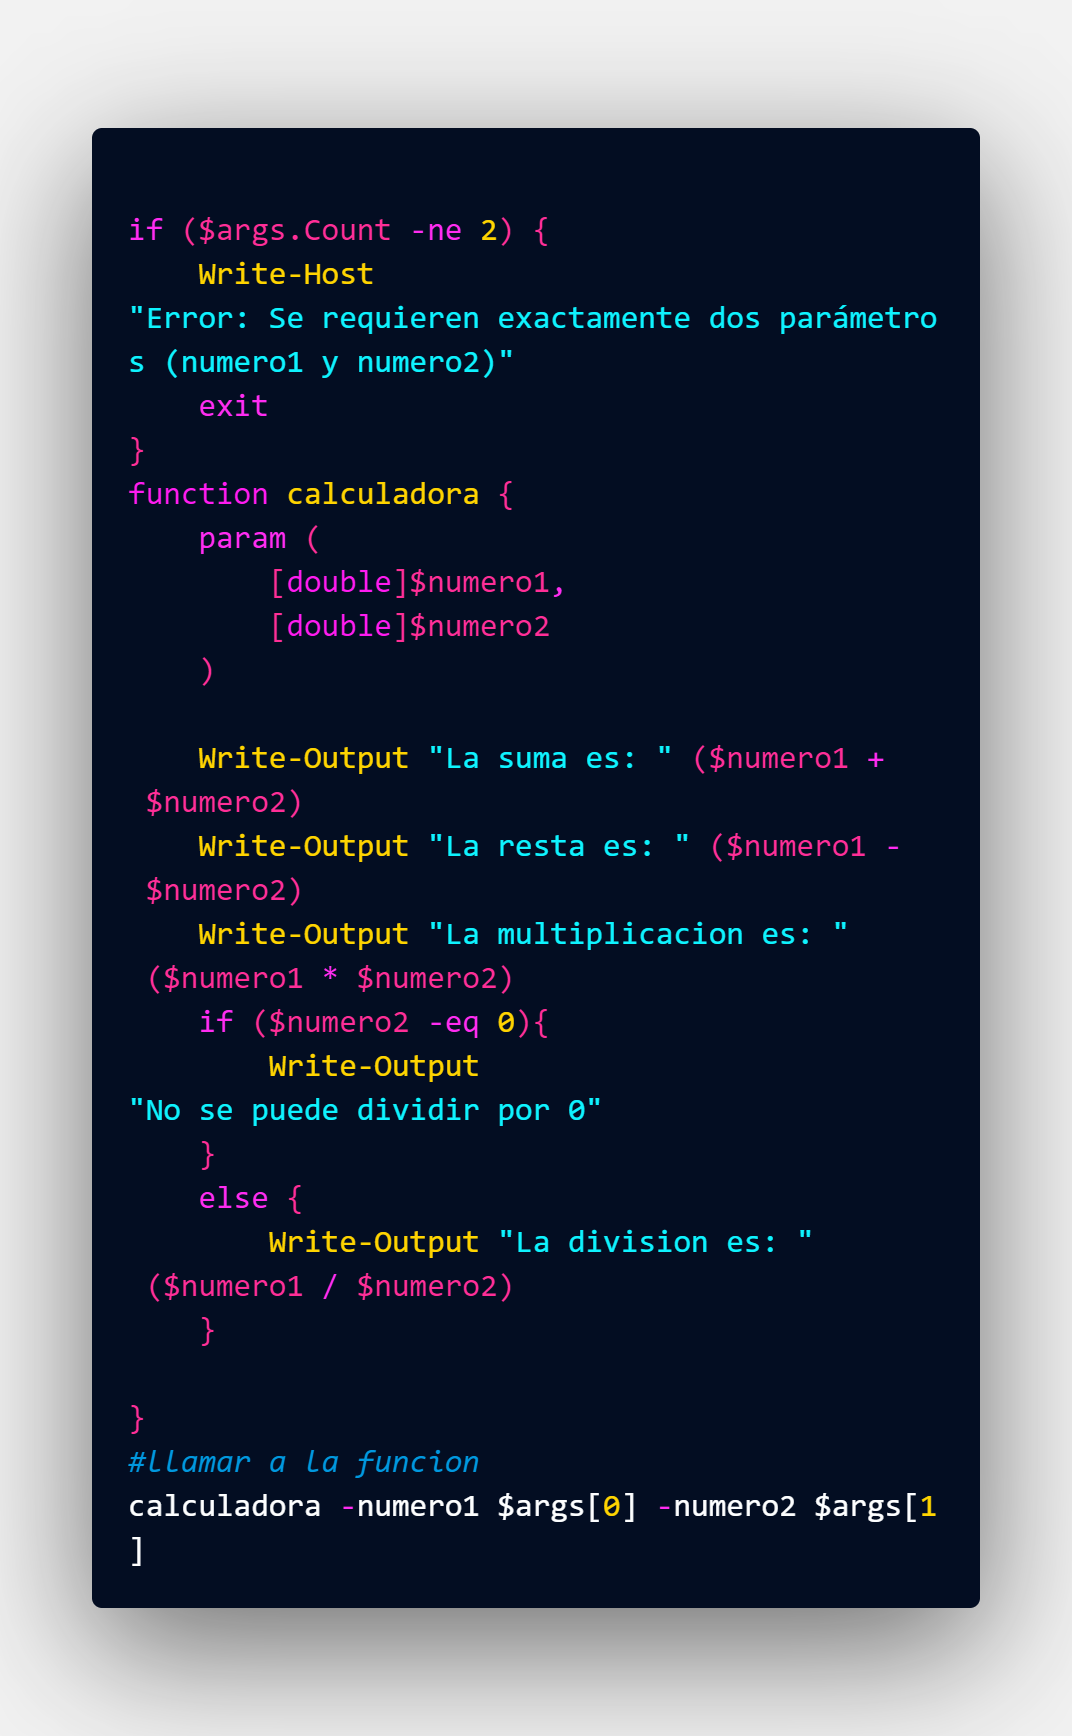 if ($args.Count -ne 2) {
    Write-Host
"Error: Se requieren exactamente dos parámetro
s (numero1 y numero2)"
    exit
}
function calculadora {
    param (
        [double]$numero1,
        [double]$numero2
    )

    Write-Output "La suma es: " ($numero1 +
 $numero2)
    Write-Output "La resta es: " ($numero1 -
 $numero2)
    Write-Output "La multiplicacion es: "
 ($numero1 * $numero2)
    if ($numero2 -eq 0){
        Write-Output
"No se puede dividir por 0"
    }
    else {
        Write-Output "La division es: "
 ($numero1 / $numero2)
    }

}
#llamar a la funcion
calculadora -numero1 $args[0] -numero2 $args[1
]